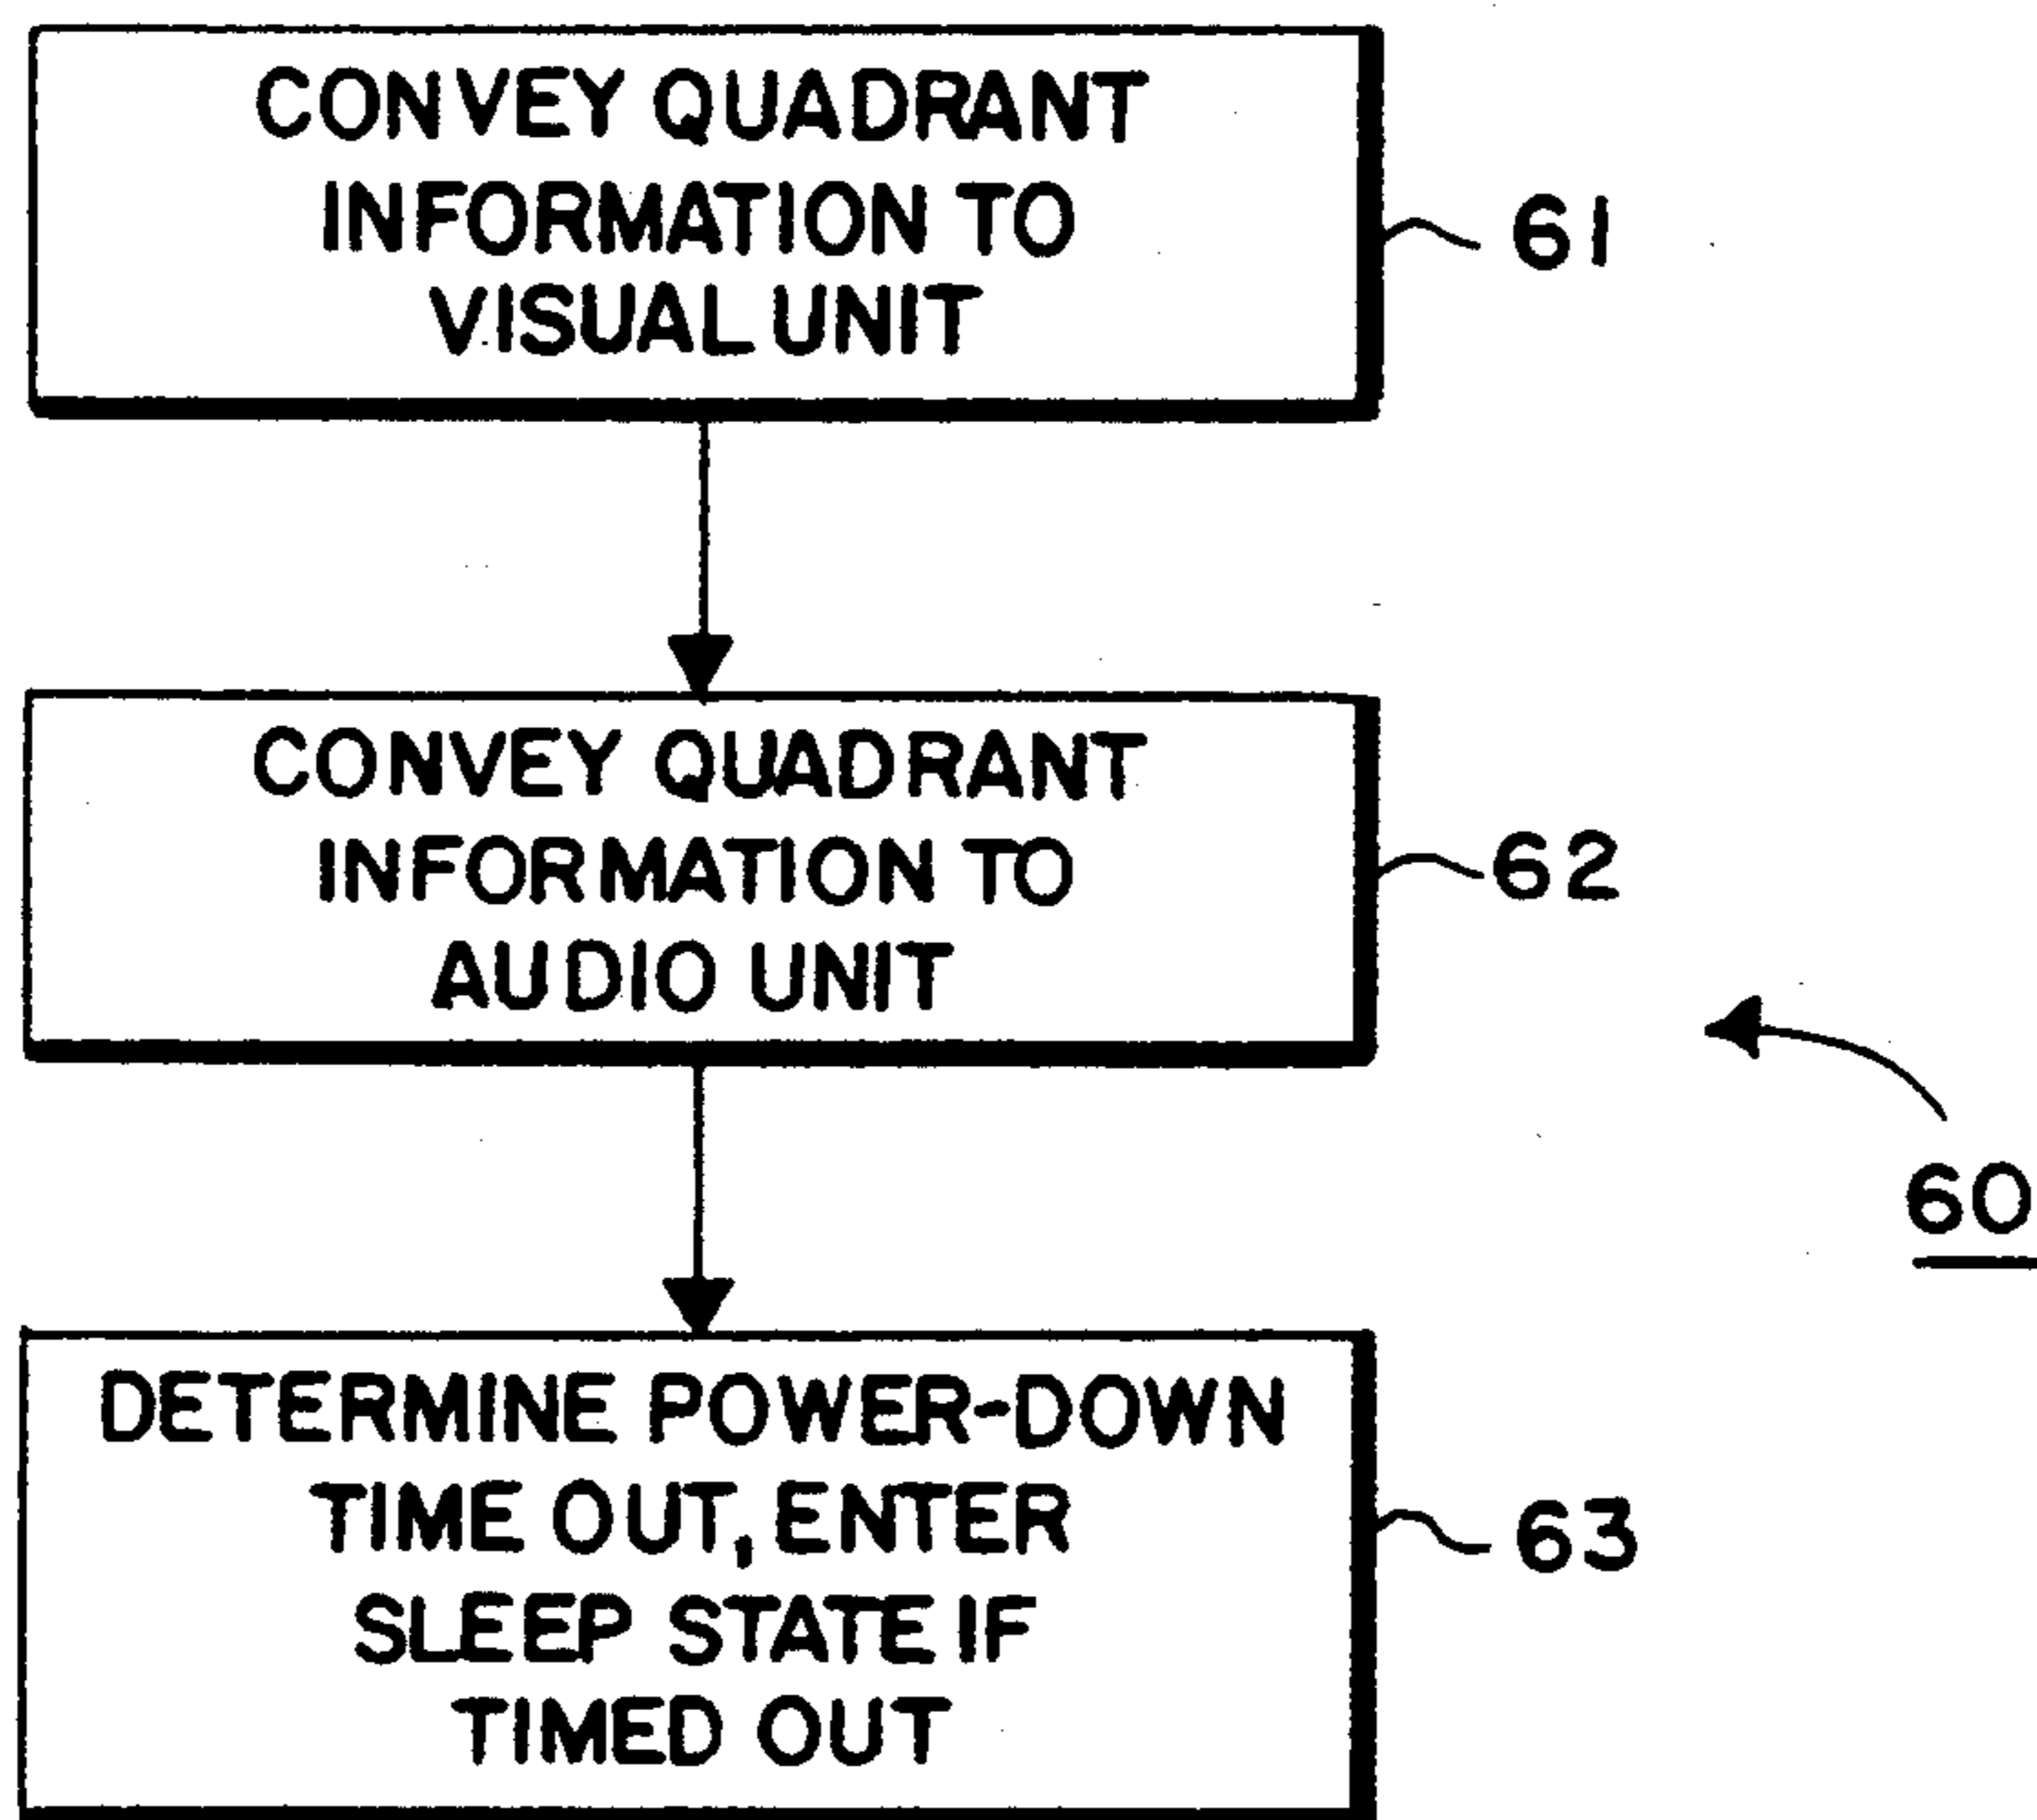 CONVEY QUADRANT
INFORMATION TO
VISUAL UNIT
61
CONVEY QUADRANT
INFORMATION TO
AUDIO UNIT
62
60
DETERMINE POWER-DOWN
TIME OUT, ENTER
SLEEP STATE IF
TIMED OUT
63